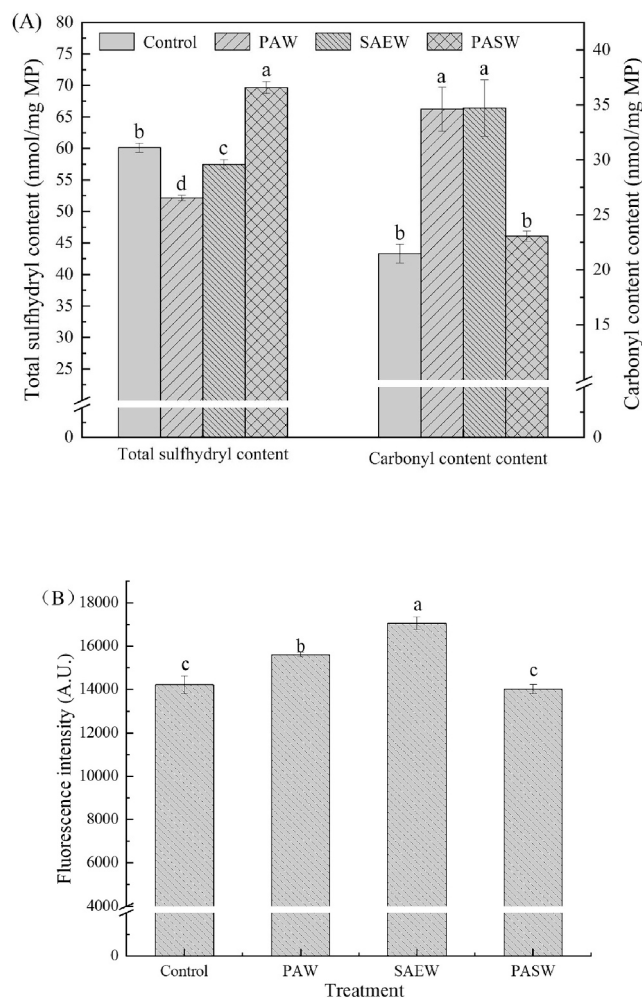 (A)
Total sulfhydryl content (nmol/mg MP)
80
75
70
65
60
55
50
45
40
35
30
25
0
Control PAW SAEW PASW
b
d
c
a
b
a
a
b
40
35
30
25
20
15
0
Carbonyl content (nmol/mg MP)
Total sulfhydryl content
Carbonyl content content
(B)
Fluorescence intensity (A.U.)
18000
16000
14000
12000
10000
8000
6000
4000
0
c
b
a
c
Control PAW SAEW PASW
Treatment